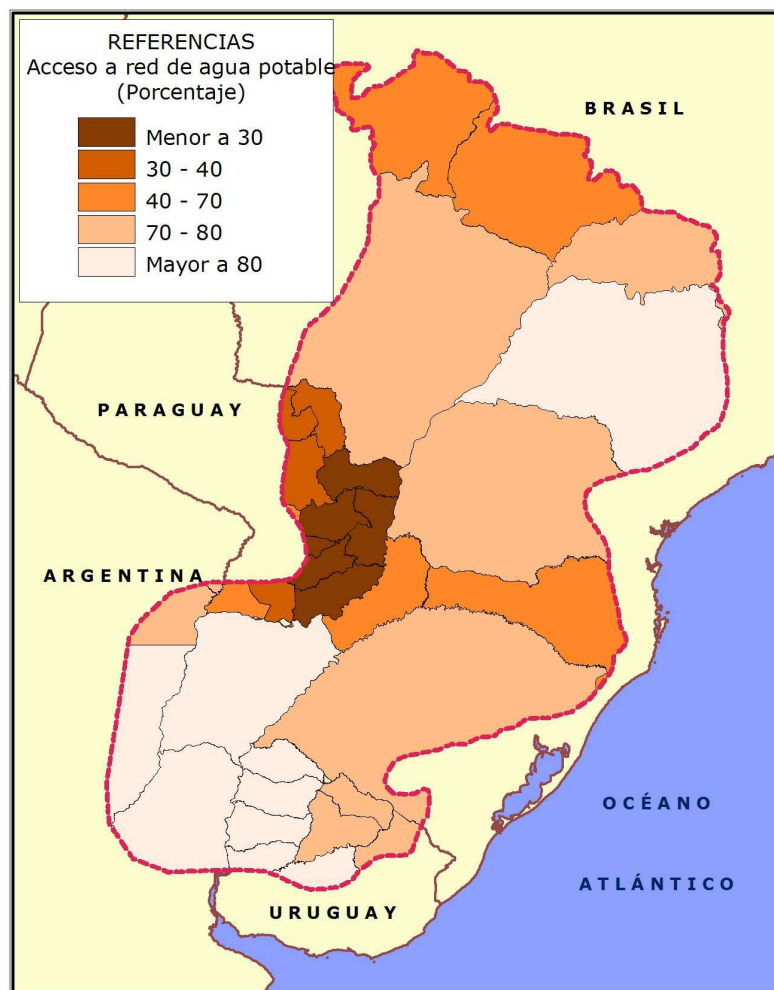 REFERENCIAS
Acceso a red de agua potable
(Porcentaje)
Menor a 30
30 - 40
40 - 70
70 - 80
Mayor a 80
BRASIL
PARAGUAY
ARGENTINA
OCÉANO
ATLÁNTICO
URUGUAY